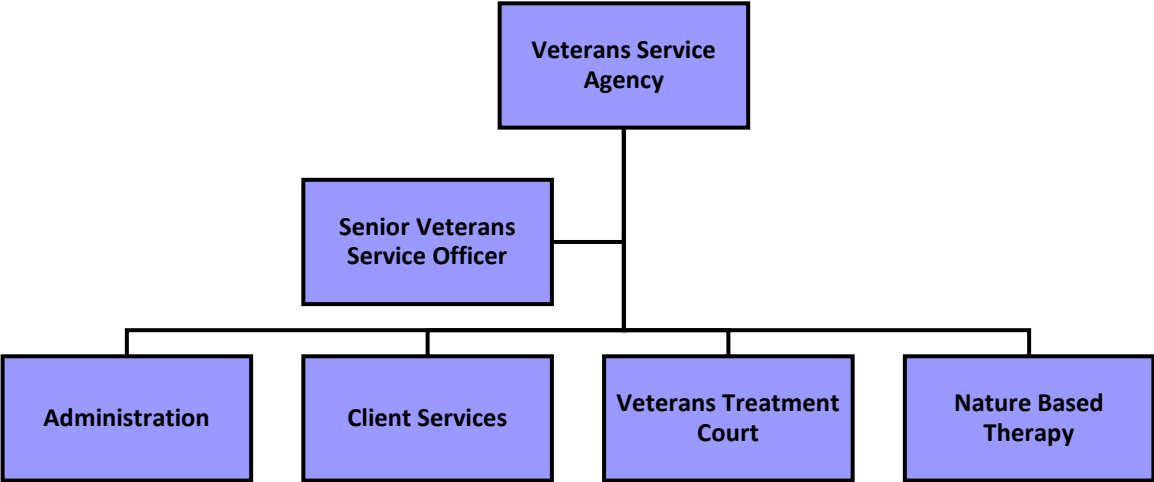 Veterans Service
Agency
Senior Veterans
Service Officer
Administration
Client Services
Veterans Treatment
Court
Nature Based
Therapy